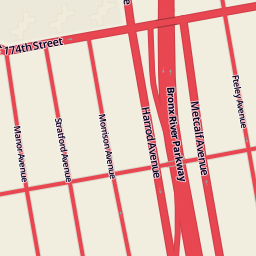 e
174th Street
Manor Avenue
Stratford Avenue
Morrison Avenue
Harrod Avenue
Bronx River Parkway
Metcalf Avenue
Fteley Avenue